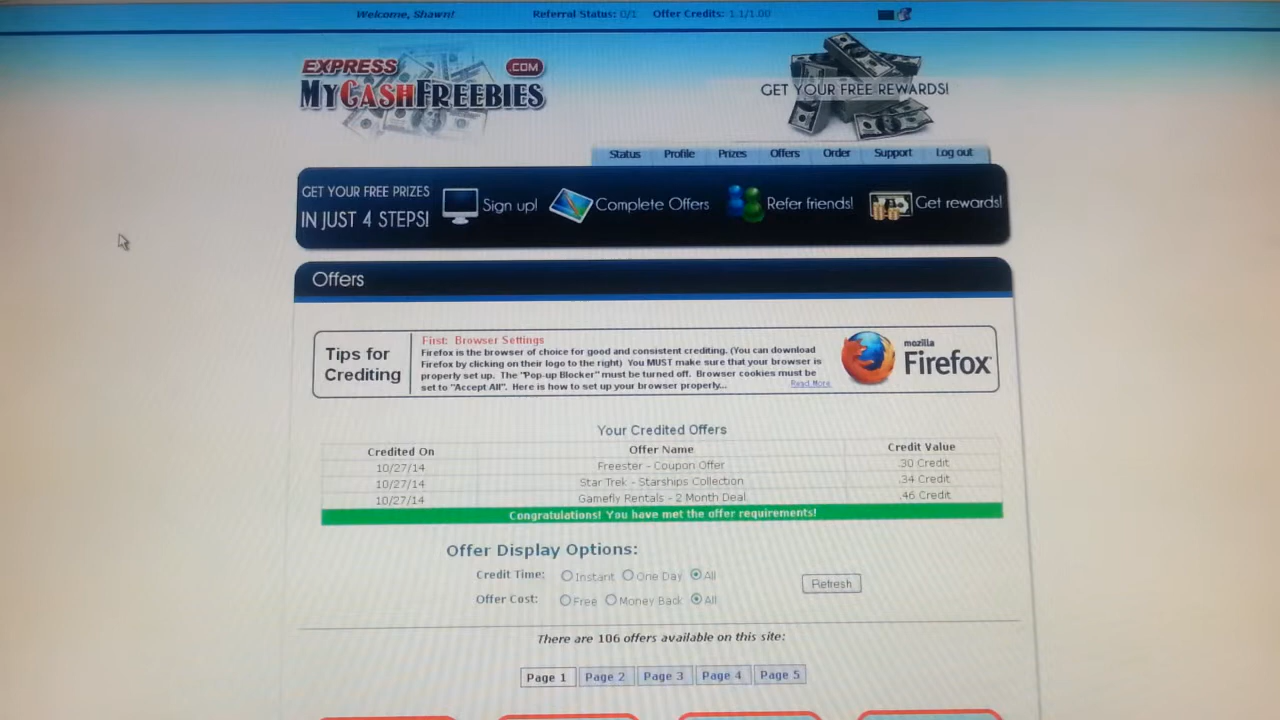 Welcome, Shawn!
Referral Status: 0/1 Offer Credits: 1.1/1.00
EXPRESS .COM
MYCASHFREEBIES
GET YOUR FREE REWARDS!
Status Profile Prizes Offers Order Support Log out
GET YOUR FREE PRIZES
IN JUST 4 STEPS!
Sign up! Complete Offers Refer friends! Get rewards!
Offers
Tips for
Crediting
First: Browser Settings
Firefox is the browser of choice for good and consistent crediting. (You can download
Firefox by clicking on their logo to the right) You MUST make sure that your browser is
properly set up. The "Pop-up Blocker" must be turned off. Browser cookies must be
set to "Accept All". Here is how to set up your browser properly... Read More
mozilla
Firefox
Your Credited Offers
Credited On Offer Name Credit Value
10/27/14 Freester - Coupon Offer .30 Credit
10/27/14 Star Trek - Starships Collection .34 Credit
10/27/14 Gamefly Rentals - 2 Month Deal .46 Credit
Congratulations! You have met the offer requirements!
Offer Display Options:
Credit Time: Instant One Day All
Refresh
Offer Cost: Free Money Back All
There are 106 offers available on this site:
Page 1 Page 2 Page 3 Page 4 Page 5